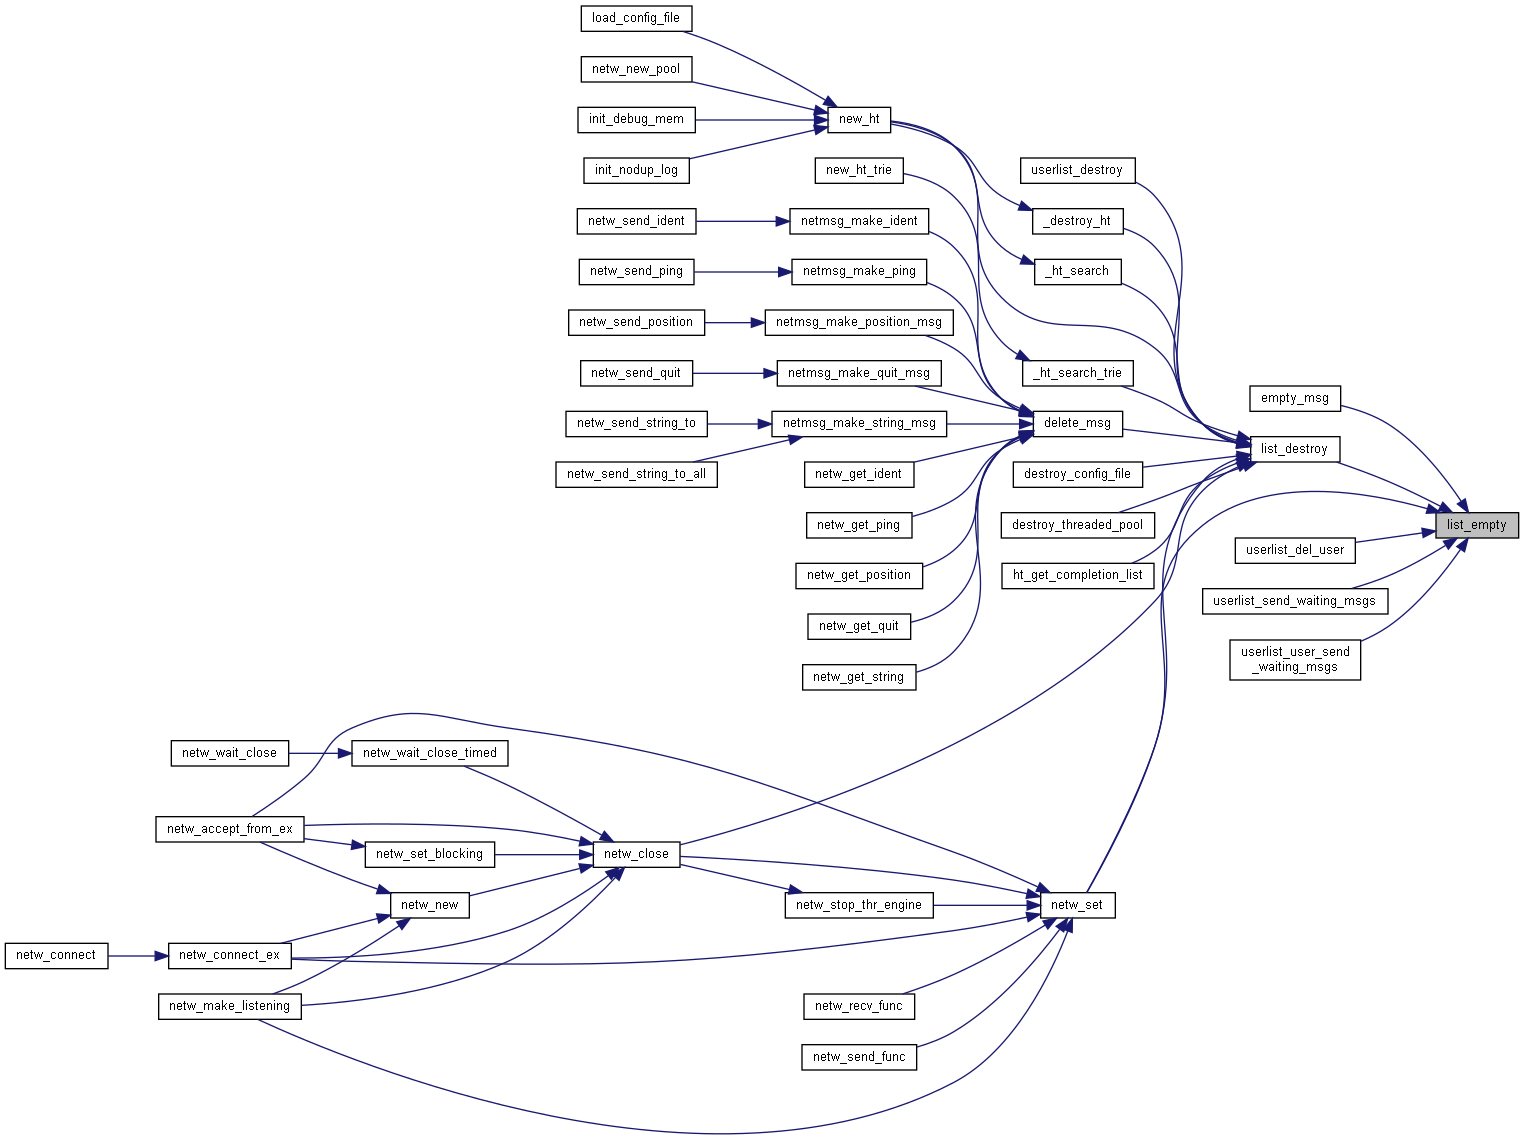 load_config_file
netw_new_pool
init_debug_mem
new_ht
init_nodup_log
new_ht_trie
userlist_destroy
netw_send_ident
netmsg_make_ident
_destroy_ht
netw_send_ping
netmsg_make_ping
_ht_search
netw_send_position
netmsg_make_position_msg
netw_send_quit
netmsg_make_quit_msg
_ht_search_trie
empty_msg
netw_send_string_to
netmsg_make_string_msg
delete_msg
list_destroy
netw_send_string_to_all
netw_get_ident
destroy_config_file
netw_get_ping
destroy_threaded_pool
list_empty
userlist_del_user
netw_get_position
ht_get_completion_list
userlist_send_waiting_msgs
netw_get_quit
userlist_user_send
_waiting_msgs
netw_get_string
netw_wait_close
netw_wait_close_timed
netw_accept_from_ex
netw_set_blocking
netw_close
netw_new
netw_stop_thr_engine
netw_set
netw_connect
netw_connect_ex
netw_make_listening
netw_recv_func
netw_send_func